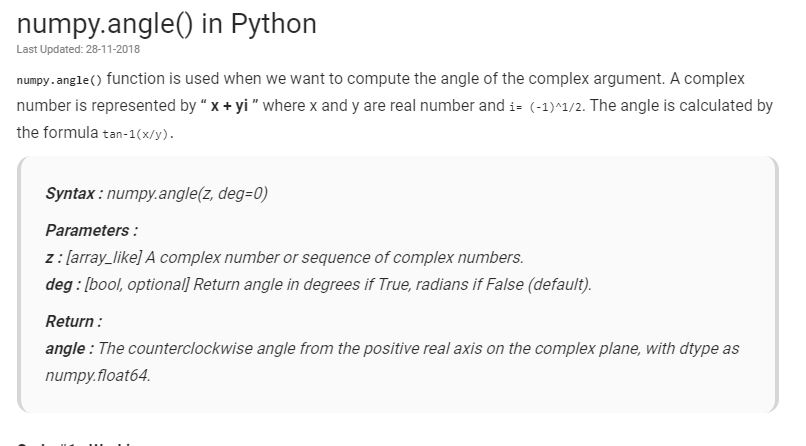 numpy.angle() in Python
Last Updated: 28-11-2018
numpy.angle() function is used when we want to compute the angle of the complex argument. A complex
number is represented by “ x + yi ” where x and y are real number and i= (-1)^1/2. The angle is calculated by
the formula tan-1(x/y).
Syntax : numpy.angle(z, deg=0)
Parameters :
z : [array_like] A complex number or sequence of complex numbers.
deg : [bool, optional] Return angle in degrees if True, radians if False (default).
Return :
angle : The counterclockwise angle from the positive real axis on the complex plane, with dtype as
numpy.float64.